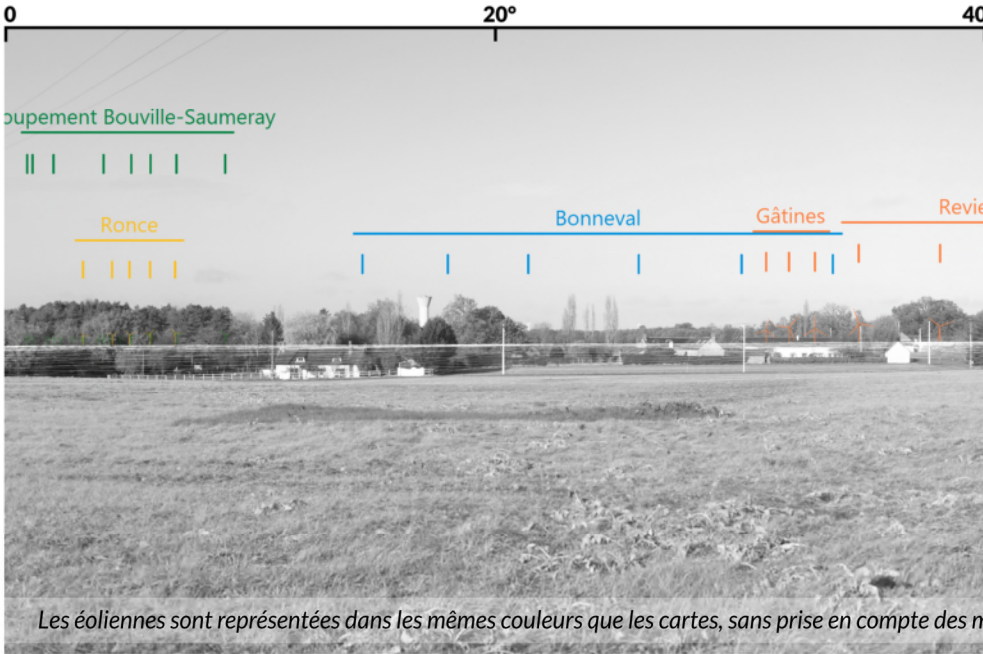 0 20° 40
oupement Bouville-Saumeray
Ronce
Bonneval
Gâtines
Revie
Les éoliennes sont représentées dans les mêmes couleurs que les cartes, sans prise en compte des m